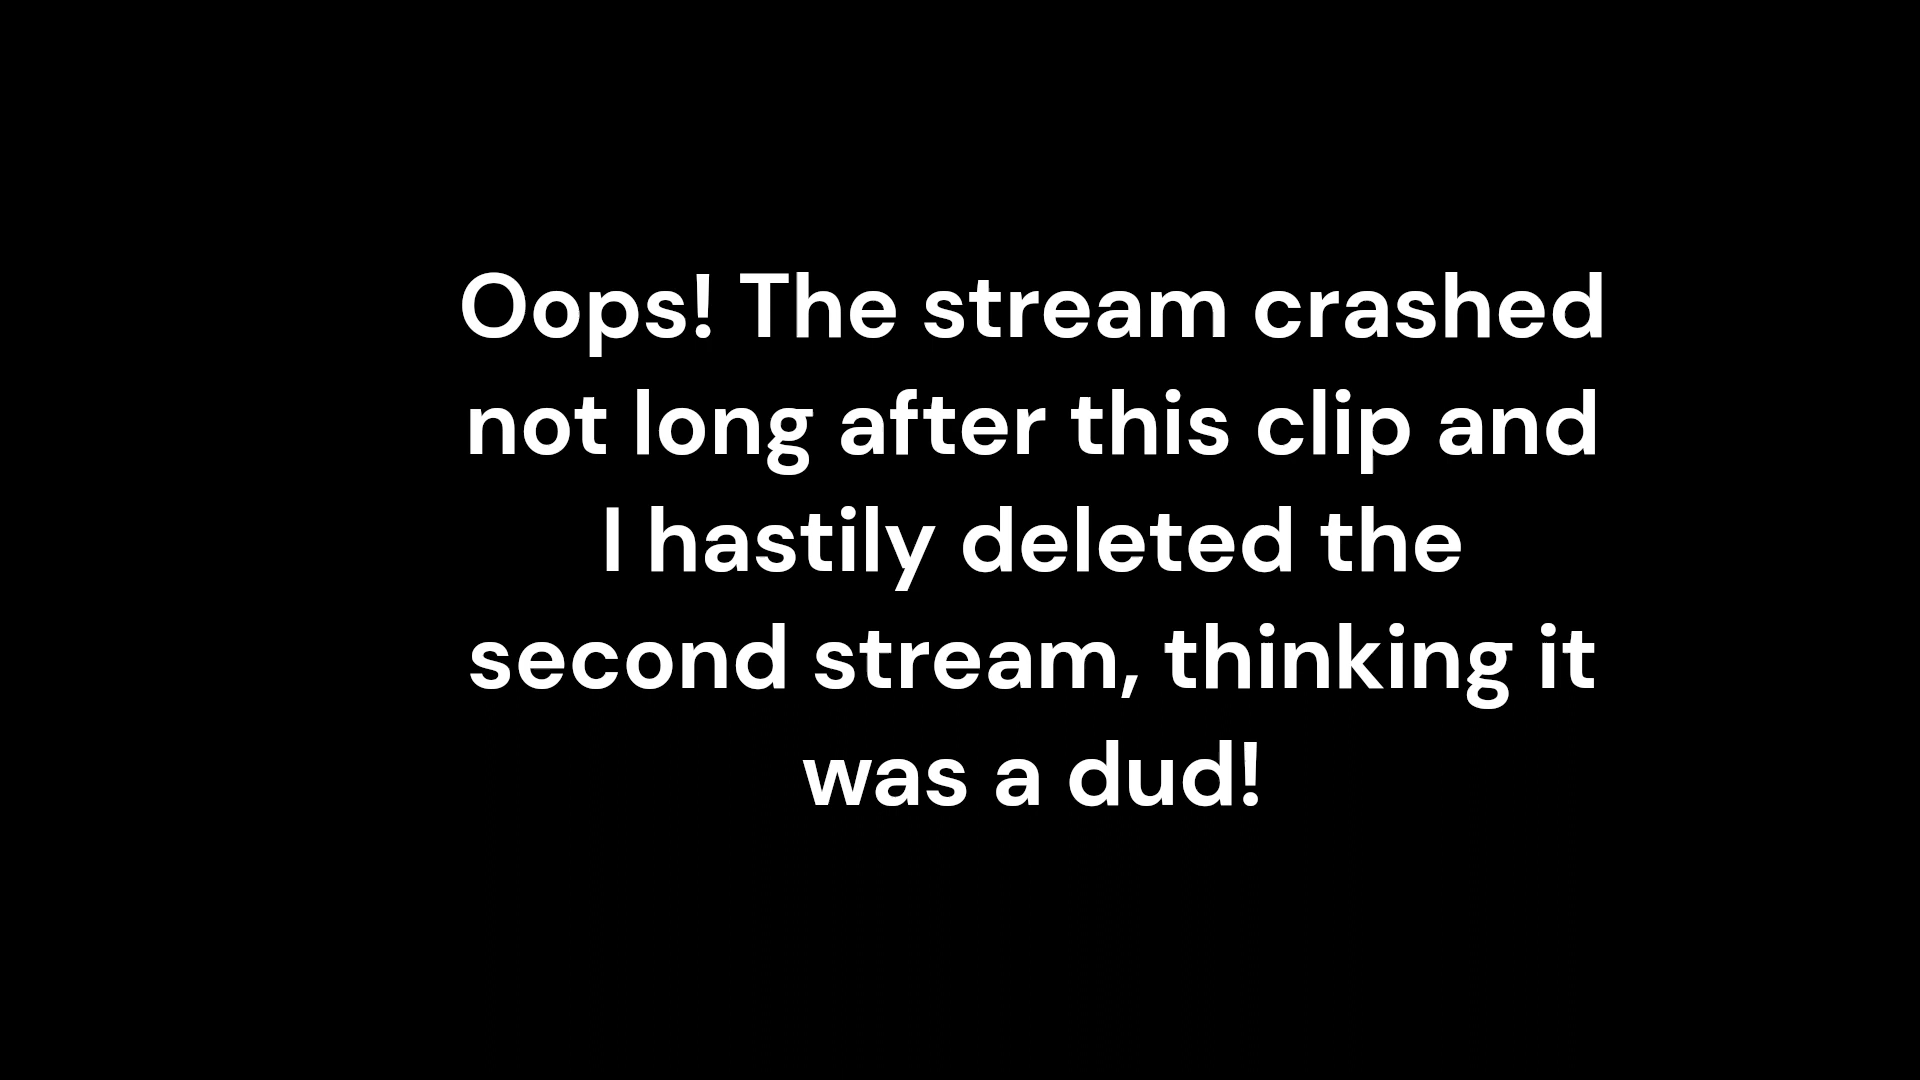 Oops! The stream crashed
not long after this clip and
I hastily deleted the
second stream, thinking it
was a dud!